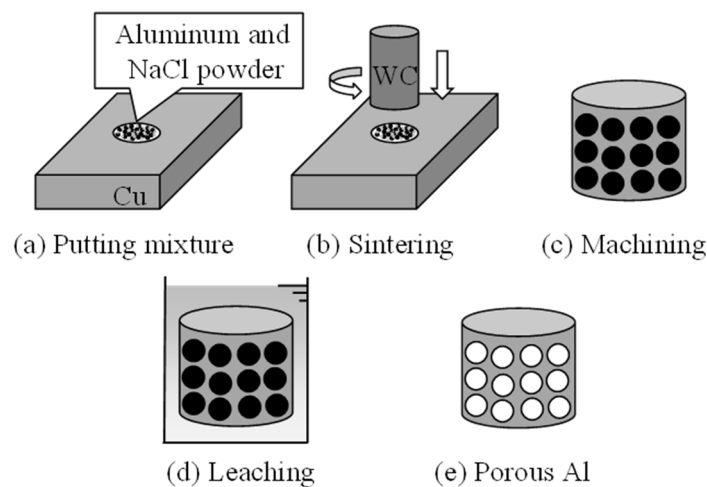 Aluminum and
NaCl powder
Cu
(a) Putting mixture
WC
(b) Sintering
(c) Machining
(d) Leaching
(e) Porous Al